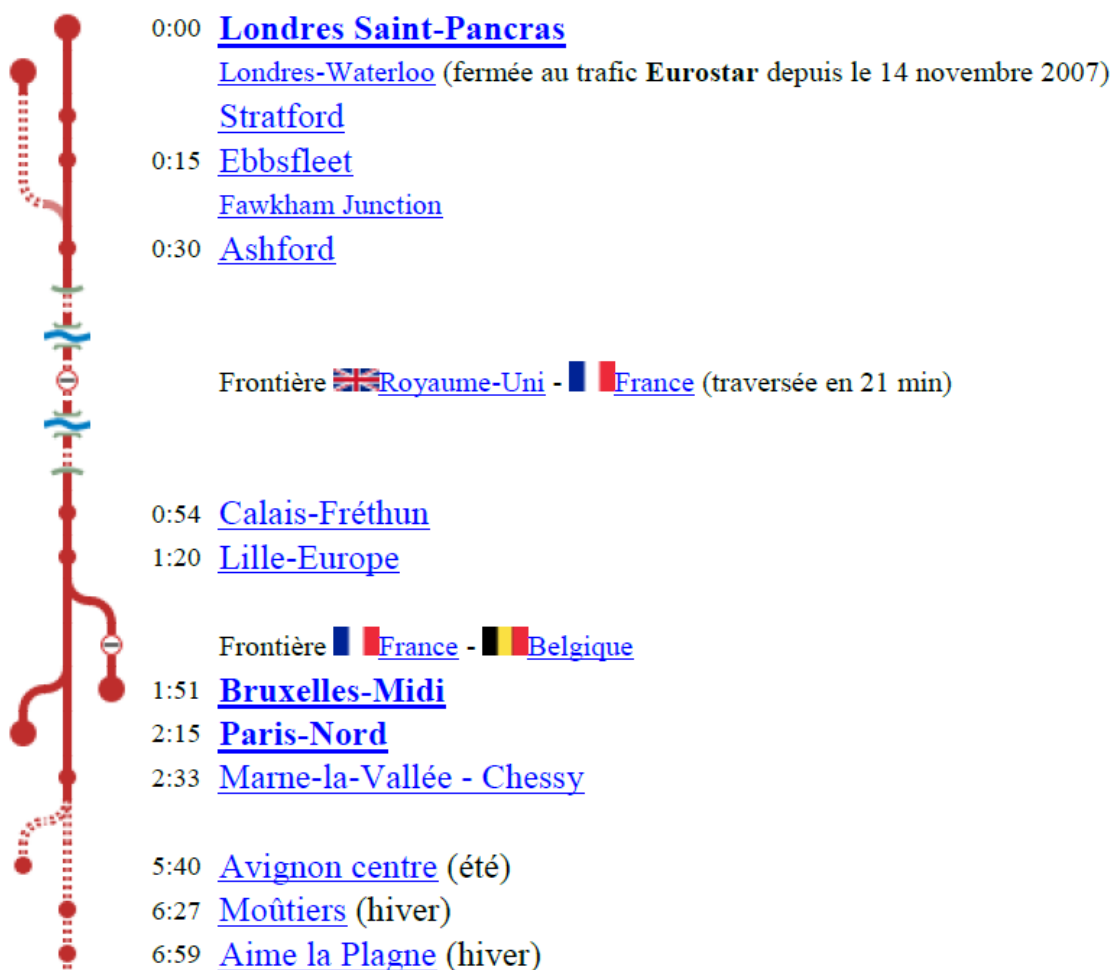 0:00 Londres Saint-Pancras
Londres-Waterloo (fermée au trafic Eurostar depuis le 14 novembre 2007)
Stratford
0:15 Ebbsfleet
Fawkham Junction
0:30 Ashford
Frontière Royaume-Uni - France (traversée en 21 min)
0:54 Calais-Fréthun
1:20 Lille-Europe
Frontière France - Belgique
1:51 Bruxelles-Midi
2:15 Paris-Nord
2:33 Marne-la-Vallée - Chessy
5:40 Avignon centre (été)
6:27 Moûtiers (hiver)
6:59 Aime la Plagne (hiver)